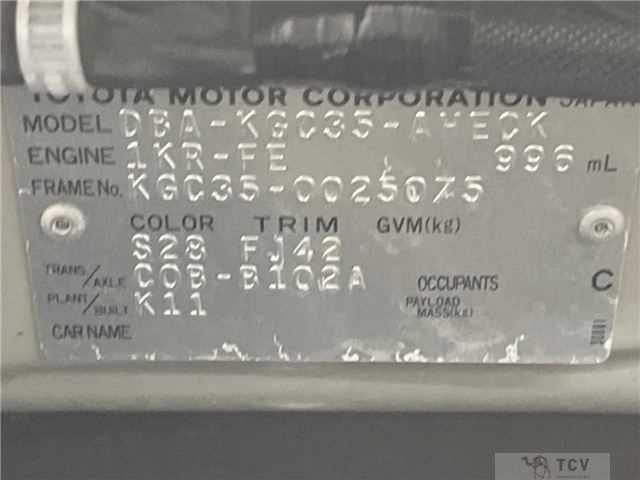 TOYOTA MOTOR CORPORATION JAPAN
MODEL DBA-KGC35-AHECK
ENGINE 1KR-FE 996 mL
FRAME No. KGC35-0025075
COLOR TRIM GVM(kg)
S28 FJ42
TRANS/AXLE C0B-B102A OCCUPANTS C
PLANT/BUILT K11 PAYLOAD MASS(kg)
CAR NAME
TCV